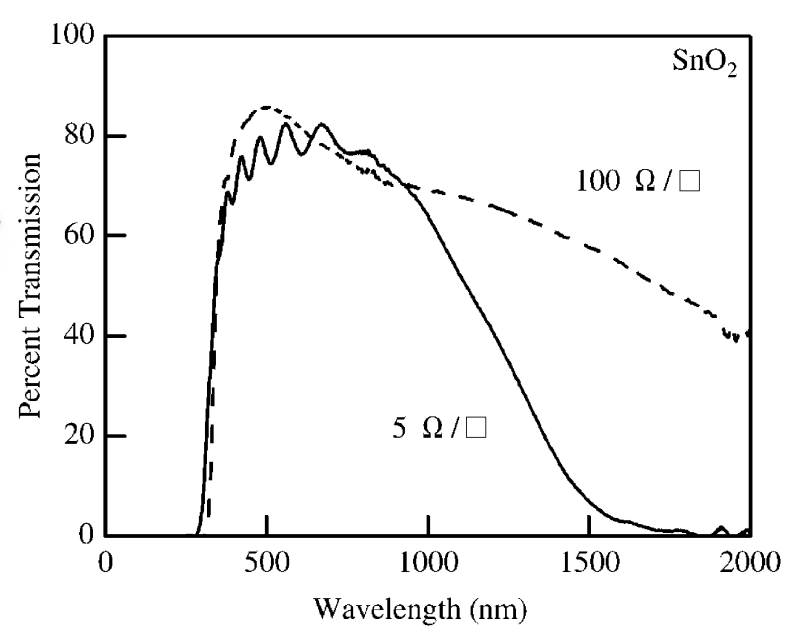 100
SnO₂
80
100 Ω/□
60
Percent Transmission
40
5 Ω/□
20
0
0 500 1000 1500 2000
Wavelength (nm)